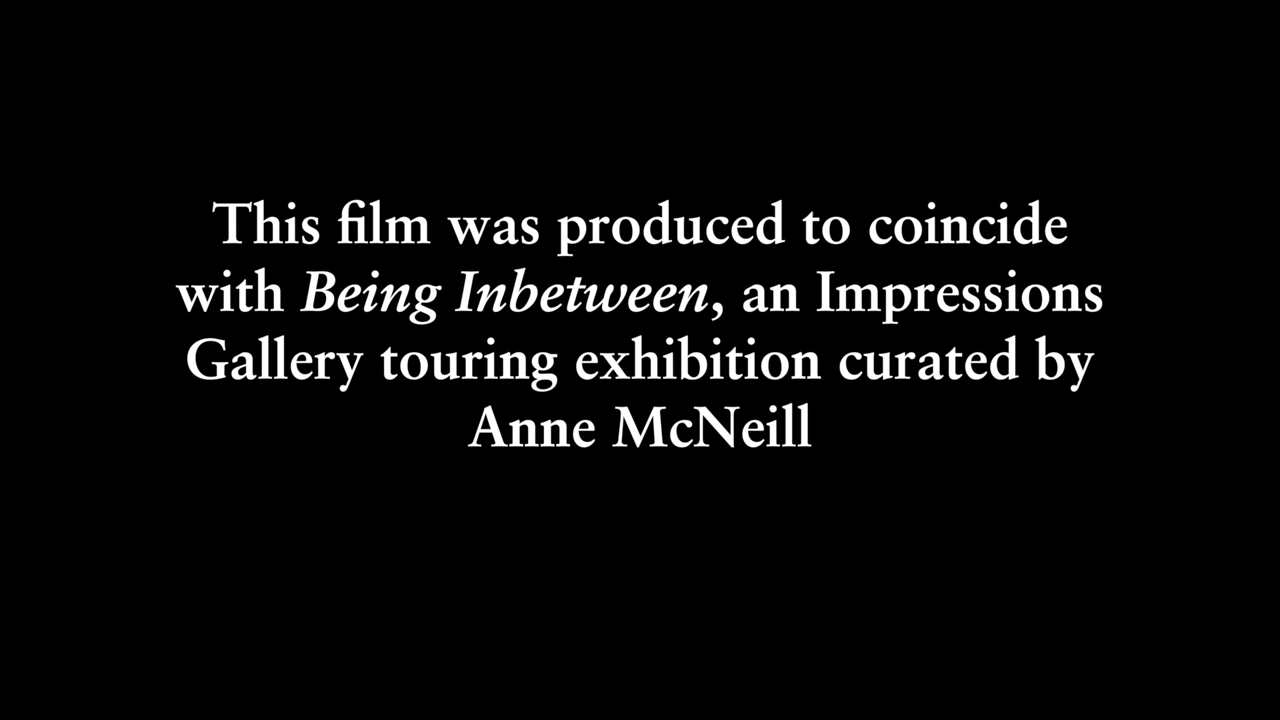 This film was produced to coincide
with Being Inbetween, an Impressions
Gallery touring exhibition curated by
Anne McNeill